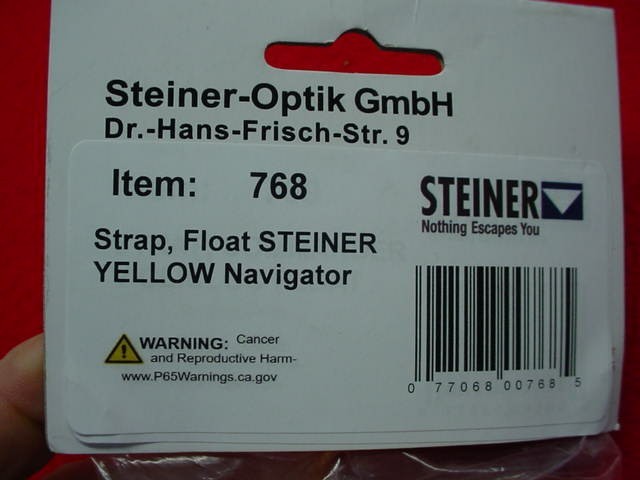 Steiner-Optik GmbH
Dr.-Hans-Frisch-Str. 9
Item: 768
STEINER
Nothing Escapes You
Strap, Float STEINER
YELLOW Navigator
WARNING: Cancer
and Reproductive Harm-
www.P65Warnings.ca.gov
0 77068 00768 5